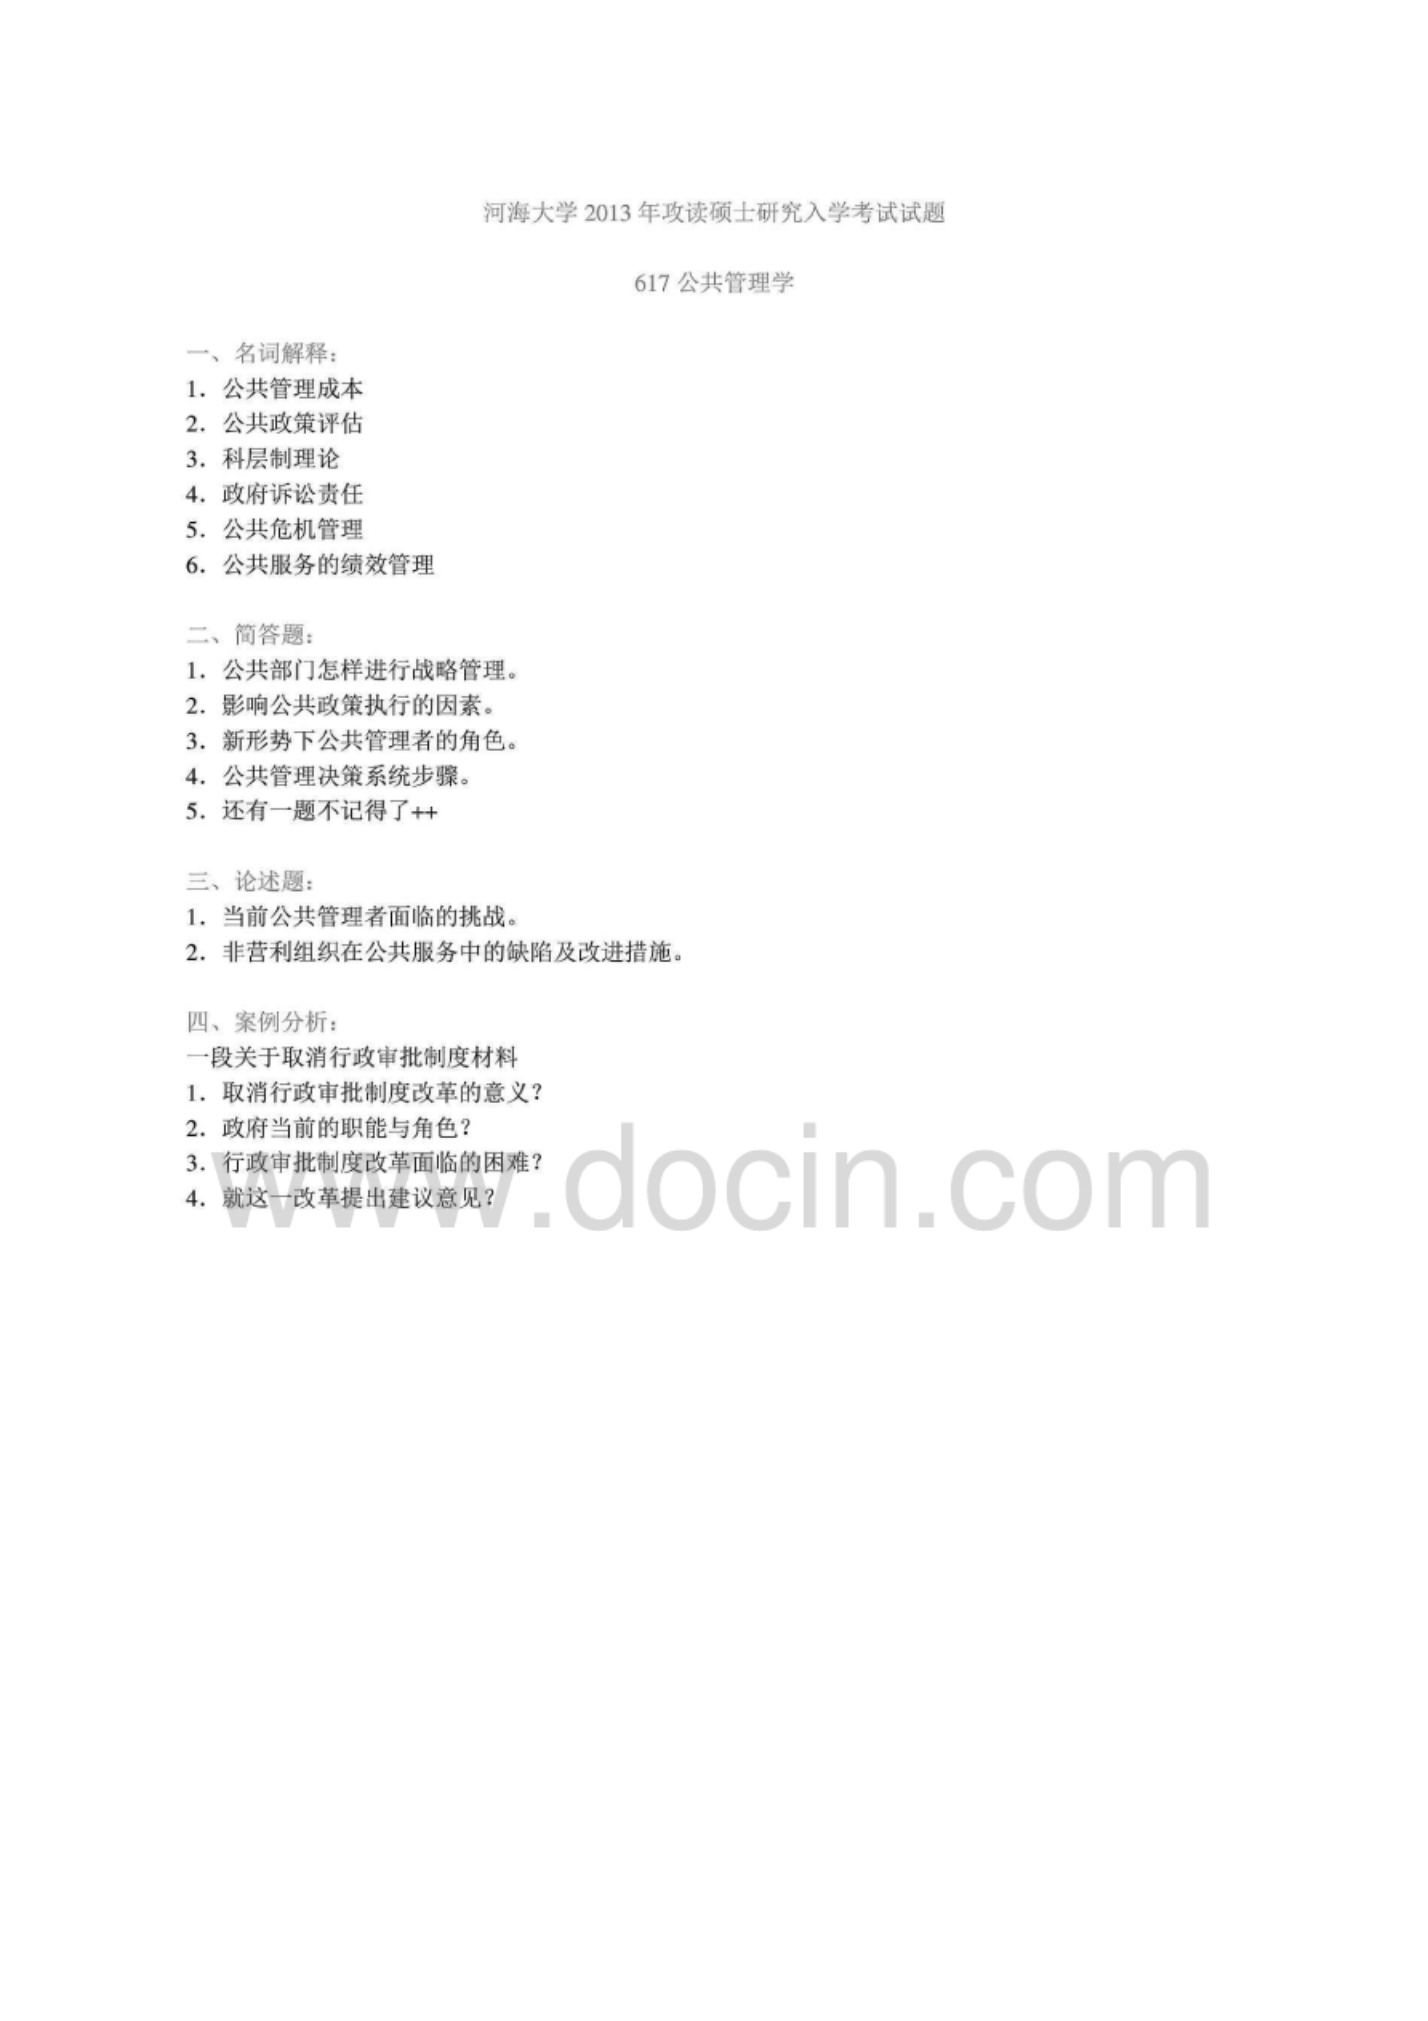 河海大学 2013 年攻读硕士研究入学考试试题
617 公共管理学
一、名词解释：
1．公共管理成本
2．公共政策评估
3．科层制理论
4．政府诉讼责任
5．公共危机管理
6．公共服务的绩效管理
二、简答题：
1．公共部门怎样进行战略管理。
2．影响公共政策执行的因素。
3．新形势下公共管理者的角色。
4．公共管理决策系统步骤。
5．还有一题不记得了++
三、论述题：
1．当前公共管理者面临的挑战。
2．非营利组织在公共服务中的缺陷及改进措施。
四、案例分析：
一段关于取消行政审批制度材料
1．取消行政审批制度改革的意义？
2．政府当前的职能与角色？
3．行政审批制度改革面临的困难？
4．就这一改革提出建议意见？
www.docin.com